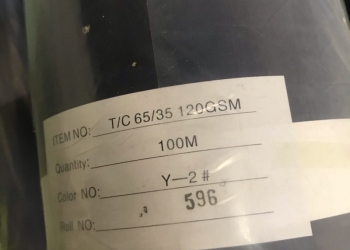 ITEM NO: T/C 65/35 120GSM
Quantity: 100M
Color NO: Y—2#
Roll NO: 596